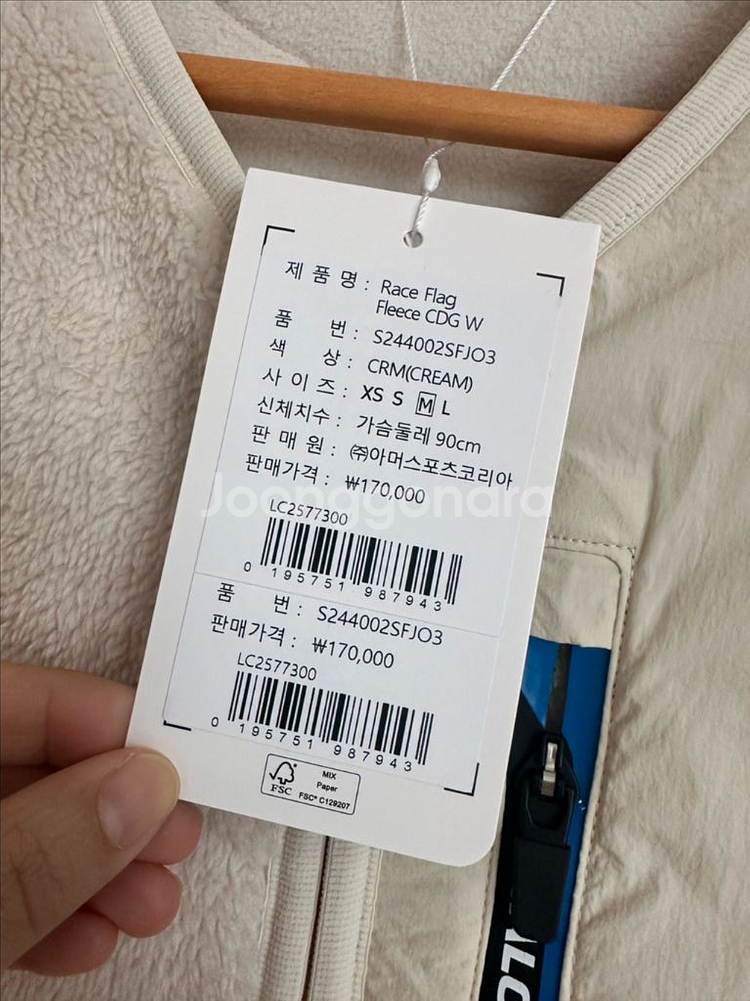 제 품 명 : Race Flag
Fleece CDG W
품 번 : S244002SFJO3
색 상 : CRM(CREAM)
사 이 즈 : XS S M L
신체치수 : 가슴둘레 90cm
판 매 원 : ㈜아머스포츠코리아
판매가격 : ₩170,000
Joonggonara
LC2577300
0 195751 987943
품 번 : S244002SFJO3
판매가격 : ₩170,000
LC2577300
0 195751 987943
FSC
MIX
Paper
FSC® C129207